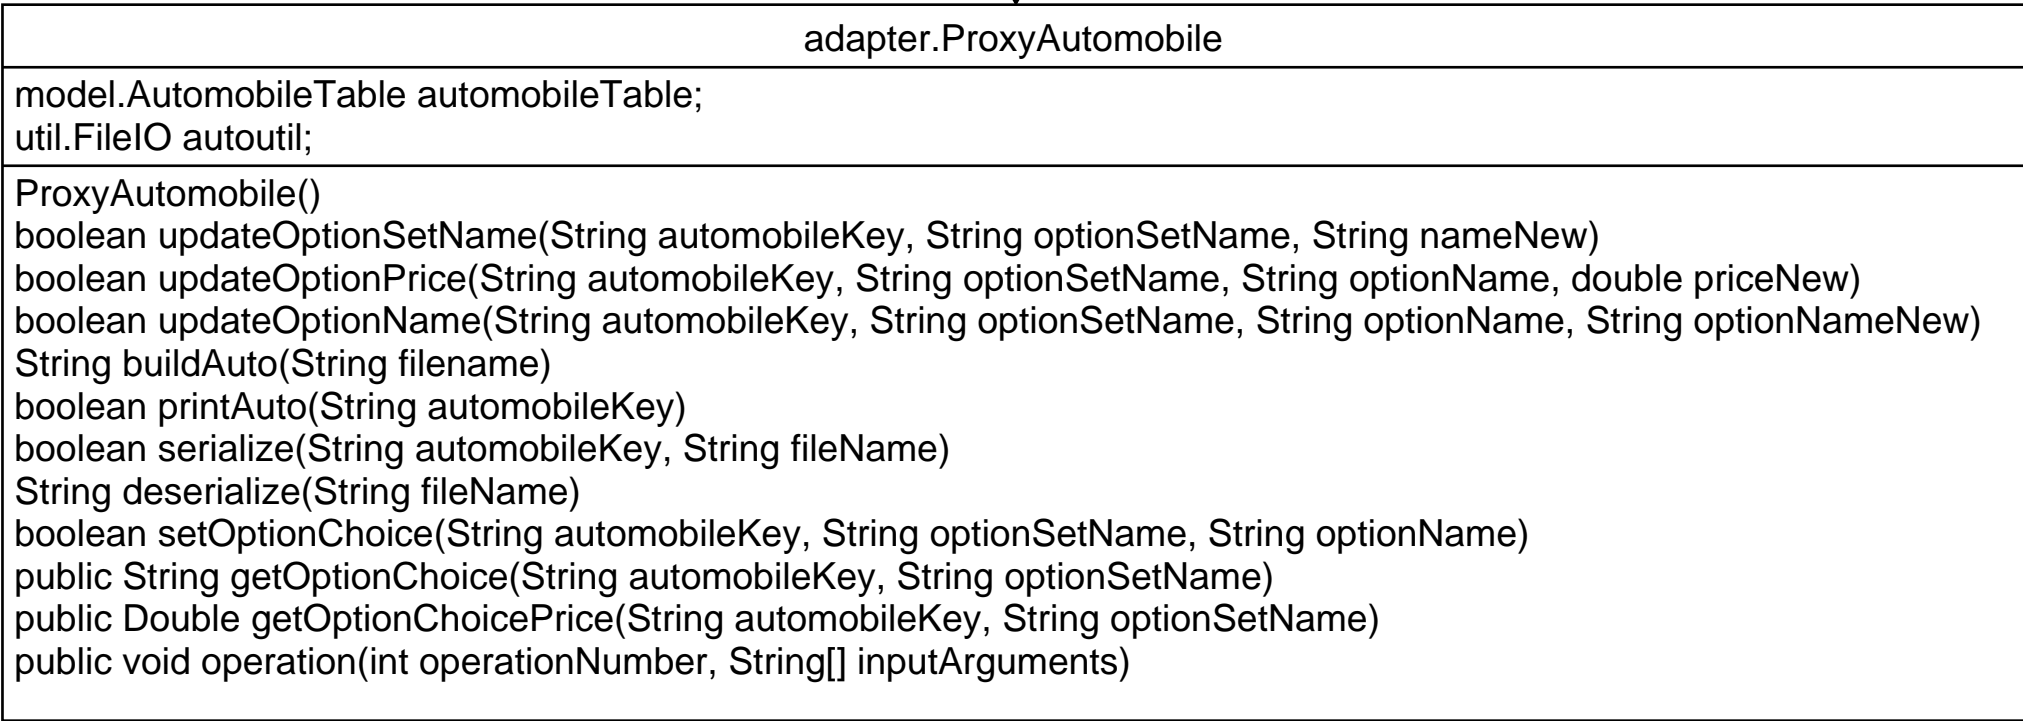 adapter.ProxyAutomobile
model.AutomobileTable automobileTable;
util.FileIO autoutil;
ProxyAutomobile()
boolean updateOptionSetName(String automobileKey, String optionSetName, String nameNew)
boolean updateOptionPrice(String automobileKey, String optionSetName, String optionName, double priceNew)
boolean updateOptionName(String automobileKey, String optionSetName, String optionName, String optionNameNew)
String buildAuto(String filename)
boolean printAuto(String automobileKey)
boolean serialize(String automobileKey, String fileName)
String deserialize(String fileName)
boolean setOptionChoice(String automobileKey, String optionSetName, String optionName)
public String getOptionChoice(String automobileKey, String optionSetName)
public Double getOptionChoicePrice(String automobileKey, String optionSetName)
public void operation(int operationNumber, String[] inputArguments)